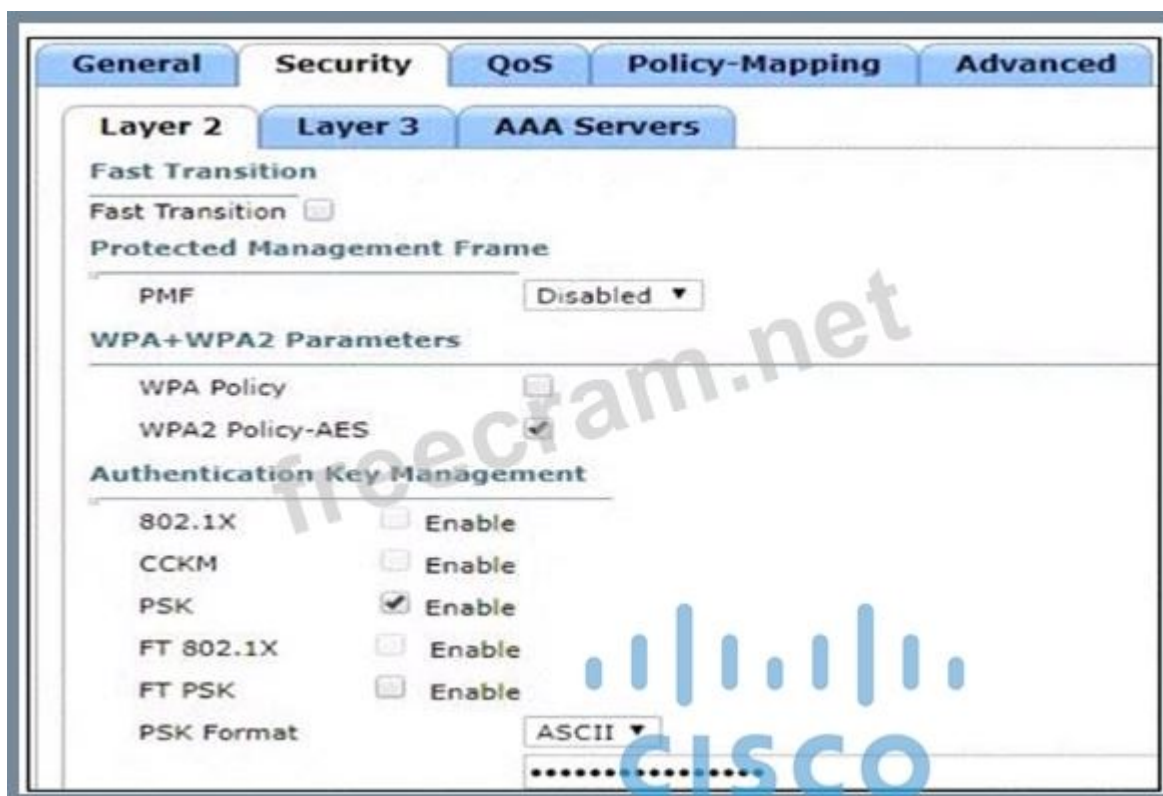 General Security QoS Policy-Mapping Advanced
Layer 2 Layer 3 AAA Servers
Fast Transition
Fast Transition
Protected Management Frame
PMF Disabled
WPA+WPA2 Parameters
WPA Policy
WPA2 Policy-AES
Authentication Key Management
802.1X Enable
CCKM Enable
PSK Enable
FT 802.1X Enable
FT PSK Enable
PSK Format ASCII
freecram.net
CISCO